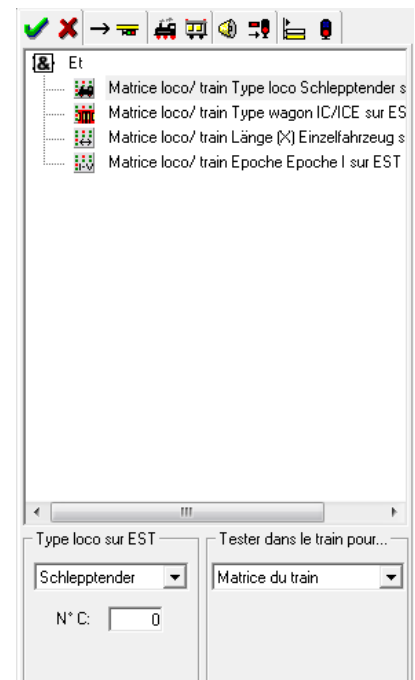 & Et
Matrice loco/ train Type loco Schlepptender s
Matrice loco/ train Type wagon IC/ICE sur ES
Matrice loco/ train Länge (X) Einzelfahrzeug s
I-V Matrice loco/ train Epoche Epoche I sur EST
Type loco sur EST
Tester dans le train pour...
Schlepptender
Matrice du train
N° C: 0